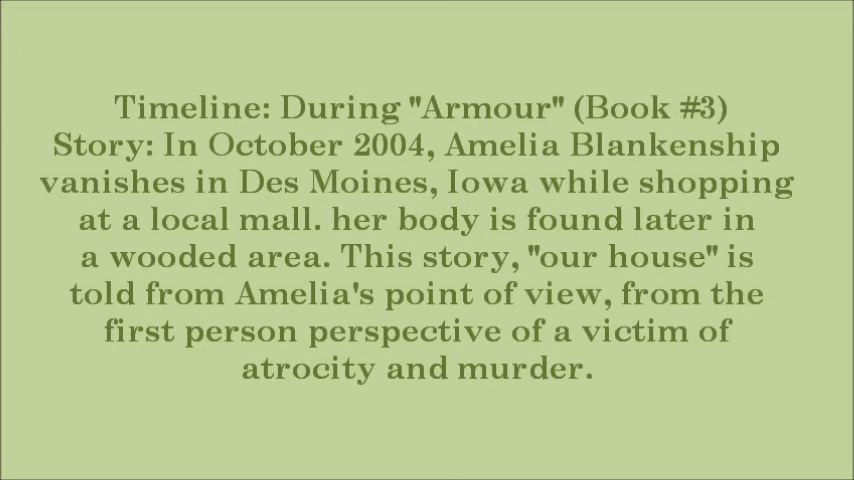 Timeline: During "Armour" (Book #3)
Story: In October 2004, Amelia Blankenship
vanishes in Des Moines, Iowa while shopping
at a local mall. her body is found later in
a wooded area. This story, "our house" is
told from Amelia's point of view, from the
first person perspective of a victim of
atrocity and murder.